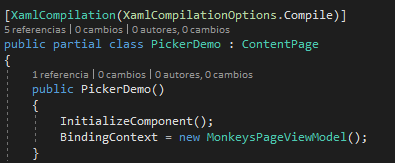 [XamlCompilation(XamlCompilationOptions.Compile)]
5 referencias | 0 cambios | 0 autores, 0 cambios
public partial class PickerDemo : ContentPage
{
1 referencia | 0 cambios | 0 autores, 0 cambios
public PickerDemo()
{
InitializeComponent();
BindingContext = new MonkeysPageViewModel();
}